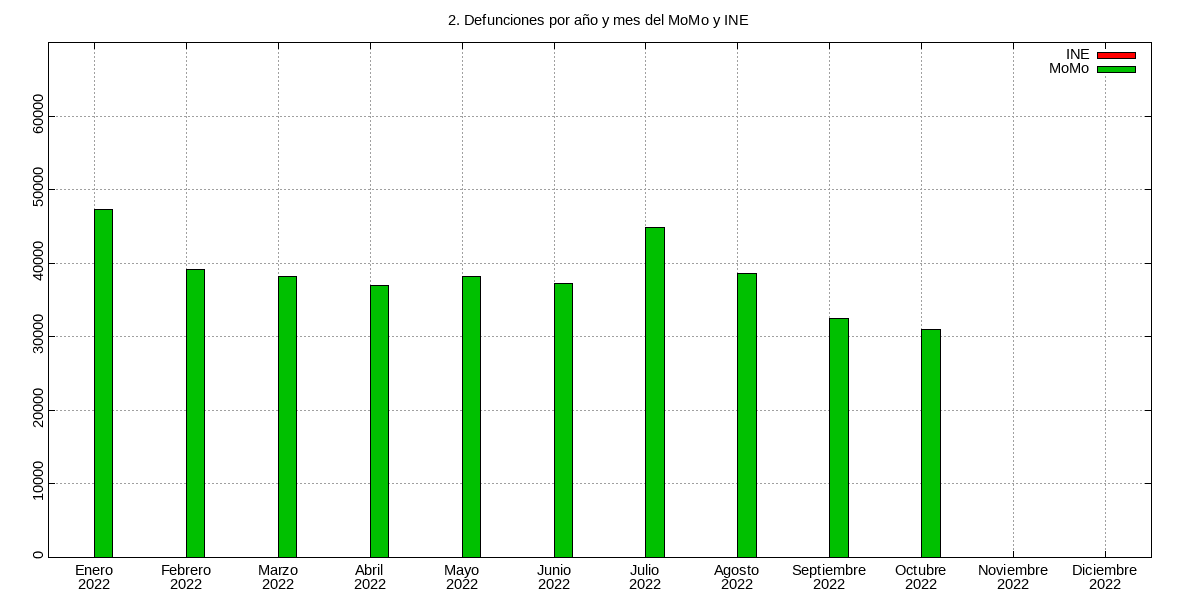 2. Defunciones por año y mes del MoMo y INE
INE
MoMo
60000
50000
40000
30000
20000
10000
0
Enero
2022
Febrero
2022
Marzo
2022
Abril
2022
Mayo
2022
Junio
2022
Julio
2022
Agosto
2022
Septiembre
2022
Octubre
2022
Noviembre
2022
Diciembre
2022